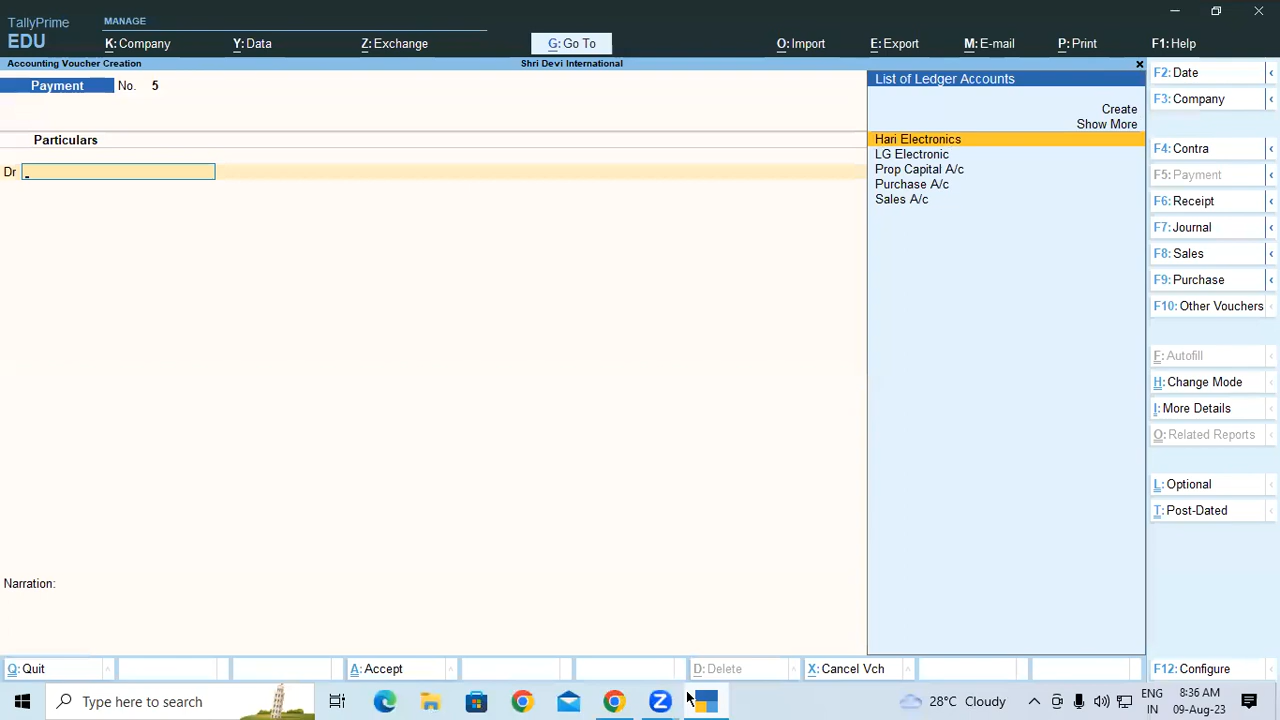 TallyPrime
EDU
MANAGE
K: Company
Y: Data
Z: Exchange
G: Go To
O: Import
E: Export
M: E-mail
P: Print
F1: Help
Accounting Voucher Creation
Shri Devi International
Payment No. 5
Particulars
Dr
Narration:
List of Ledger Accounts
Create
Show More
Hari Electronics
LG Electronic
Prop Capital A/c
Purchase A/c
Sales A/c
F2: Date
F3: Company
F4: Contra
F5: Payment
F6: Receipt
F7: Journal
F8: Sales
F9: Purchase
F10: Other Vouchers
F: Autofill
H: Change Mode
I: More Details
O: Related Reports
L: Optional
T: Post-Dated
Q: Quit
A: Accept
D: Delete
X: Cancel Vch
F12: Configure
Type here to search
28°C Cloudy
ENG
IN
8:36 AM
09-Aug-23